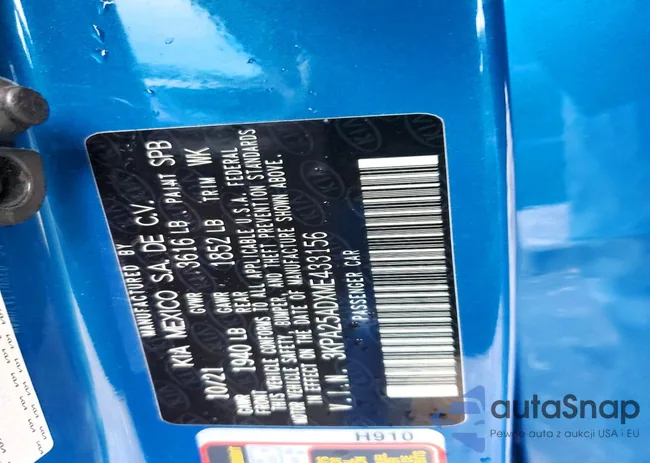 MANUFACTURED BY
KIA MEXICO S.A. DE C.V.
10/21 GVWR 3616 LB PAINT SPB
GAWR FRONT 1940 LB GAWR REAR 1852 LB TRIM WK
THIS VEHICLE CONFORMS TO ALL APPLICABLE U.S.A. FEDERAL
MOTOR VEHICLE SAFETY, BUMPER, AND THEFT PREVENTION STANDARDS
IN EFFECT ON THE DATE OF MANUFACTURE SHOWN ABOVE.
V.I.N. 3KPA25ADXNE433156
PASSENGER CAR
H910
autaSnap
Pewne auta z aukcji USA i EU